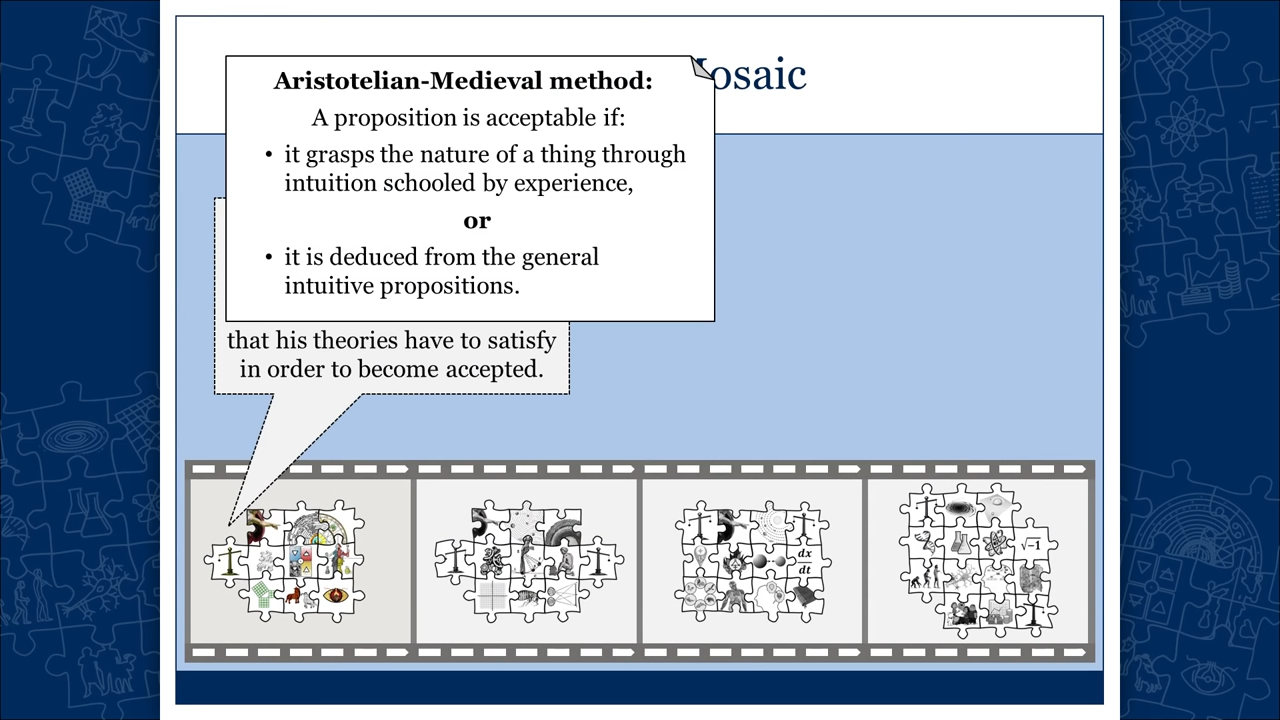 osaic
Aristotelian-Medieval method:
A proposition is acceptable if:
• it grasps the nature of a thing through
intuition schooled by experience,
or
• it is deduced from the general
intuitive propositions.
that his theories have to satisfy
in order to become accepted.
dx
dt
√−1
√−1